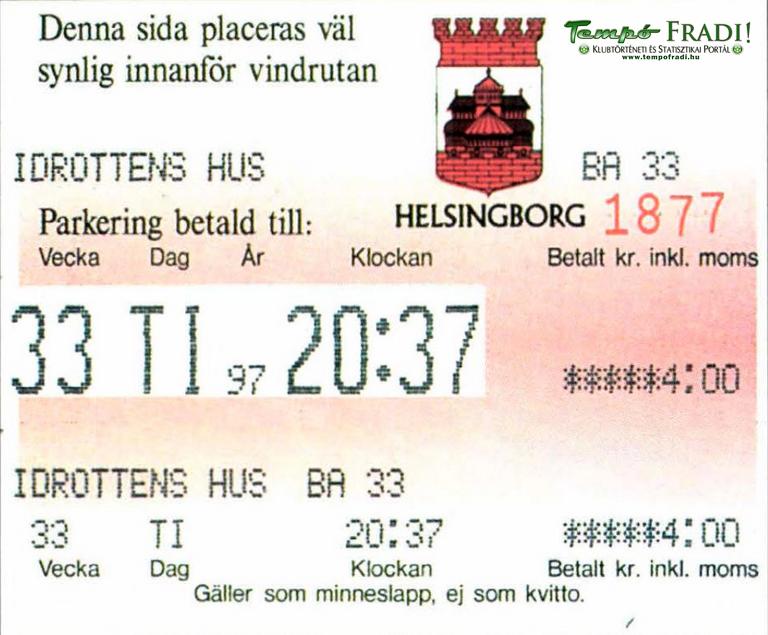 Denna sida placeras väl
synlig innanför vindrutan
Tempó FRADI!
KLUBTÖRTÉNETI ÉS STATISZTIKAI PORTÁL
www.tempofradi.hu
IDROTTENS HUS
BA 33
Parkering betald till:
HELSINGBORG
1877
Vecka Dag År Klockan Betalt kr. inkl. moms
33 TI 97 20:37 *****4:00
IDROTTENS HUS BA 33
33 TI 20:37 *****4:00
Vecka Dag Klockan Betalt kr. inkl. moms
Gäller som minneslapp, ej som kvitto.